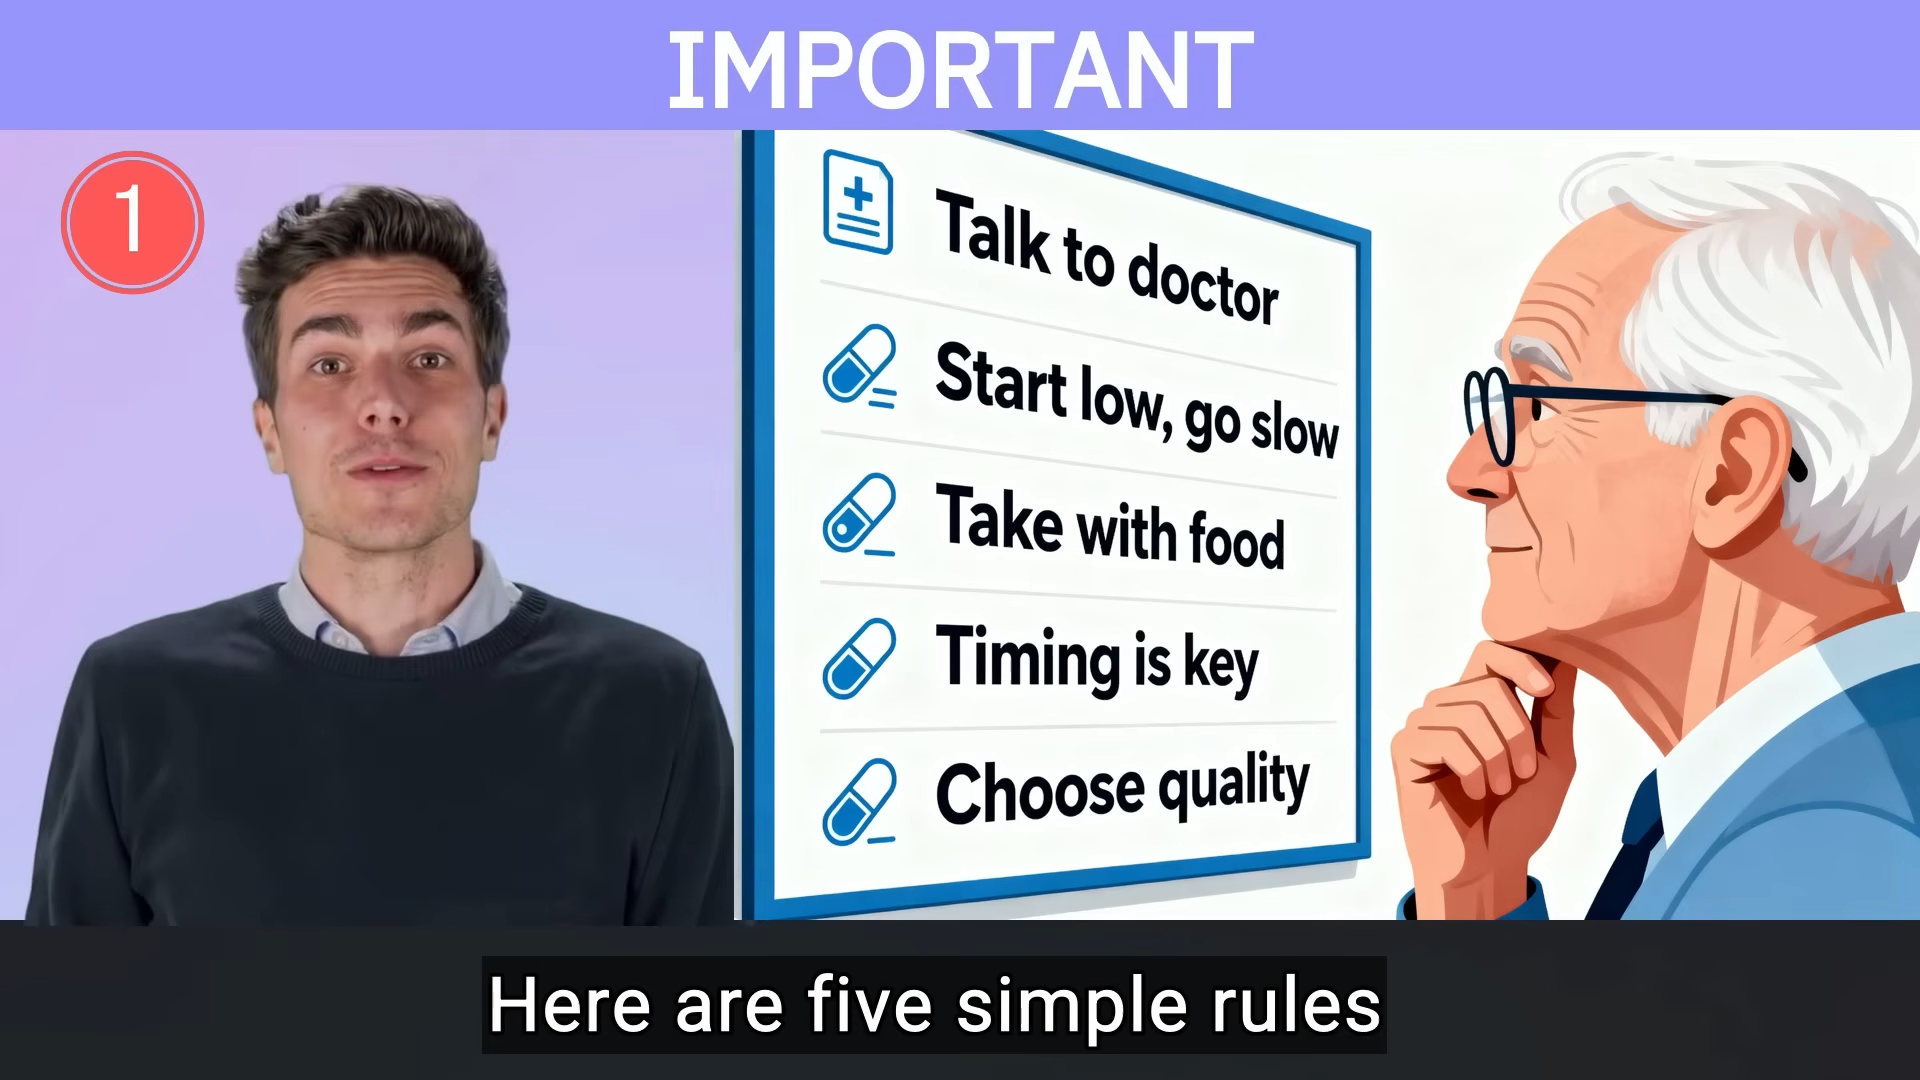 IMPORTANT
1
Talk to doctor
Start low, go slow
Take with food
Timing is key
Choose quality
Here are five simple rules